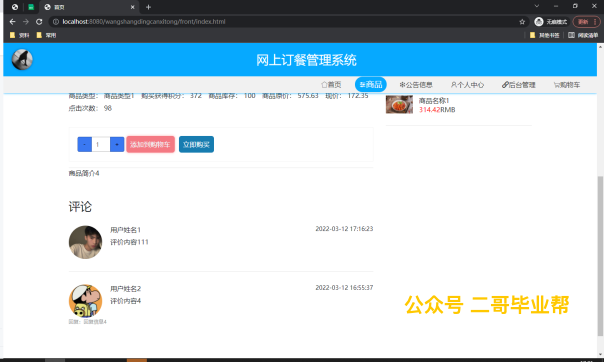 首页
localhost:8080/wangshangdingcanxitong/front/index.html
无痕模式
更新
资料
常用
其他书签
阅读清单
网上订餐管理系统
首页
商品
公告信息
个人中心
后台管理
购物车
商品类型: 商品类型1 购买获得积分: 372 商品库存: 100 商品原价: 575.63 现价: 172.35
点击次数: 98
商品名称1
314.42RMB
- 1 +
添加到购物车
立即购买
商品简介4
评论
用户姓名1
2022-03-12 17:16:23
评价内容111
用户姓名2
2022-03-12 16:55:37
评价内容4
回复: 回复信息4
公众号 二哥毕业帮